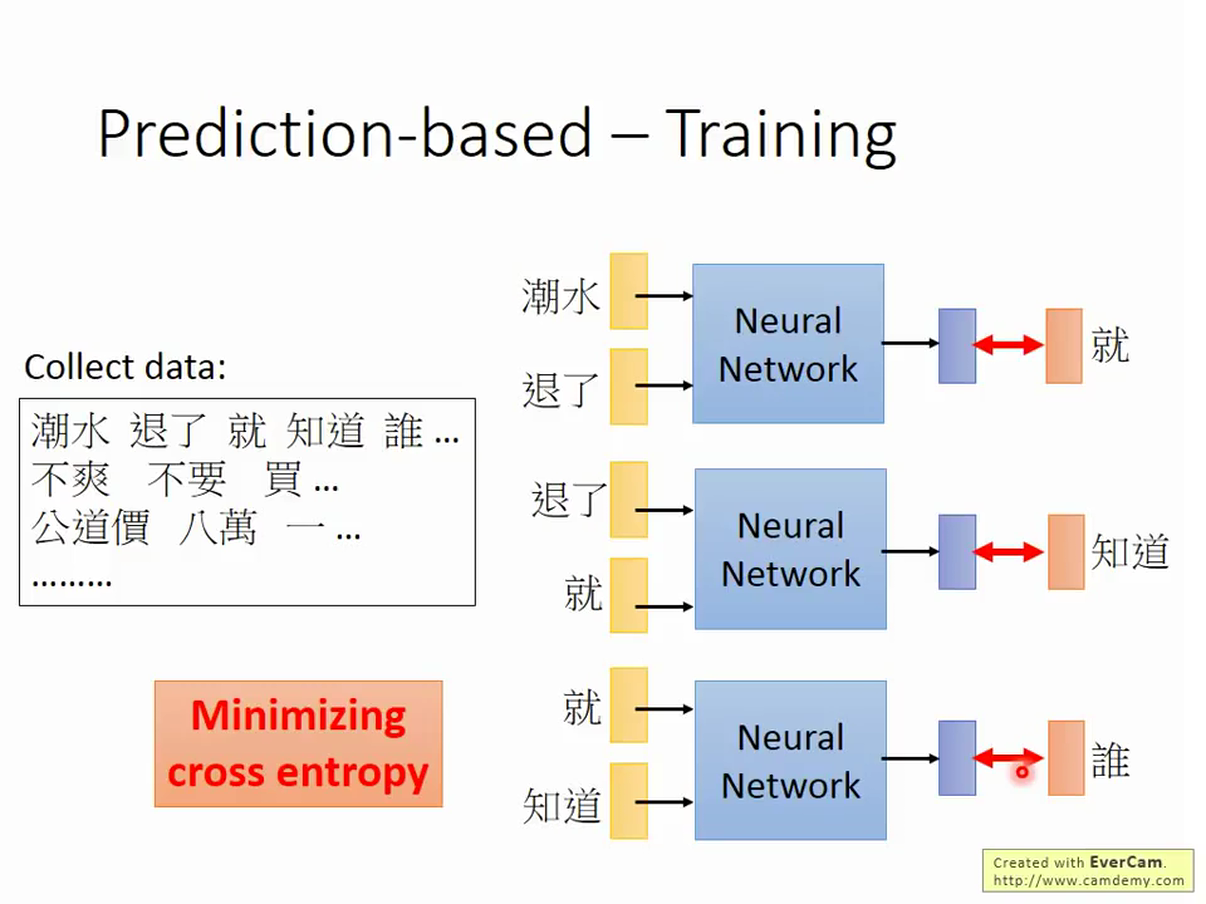 Prediction-based – Training
Collect data:
潮水 退了 就 知道 誰 …
不爽 不要 買 …
公道價 八萬 一 …
………
Minimizing
cross entropy
潮水
退了
Neural
Network
就
退了
就
Neural
Network
知道
就
知道
Neural
Network
誰
Created with EverCam.
http://www.camdemy.com